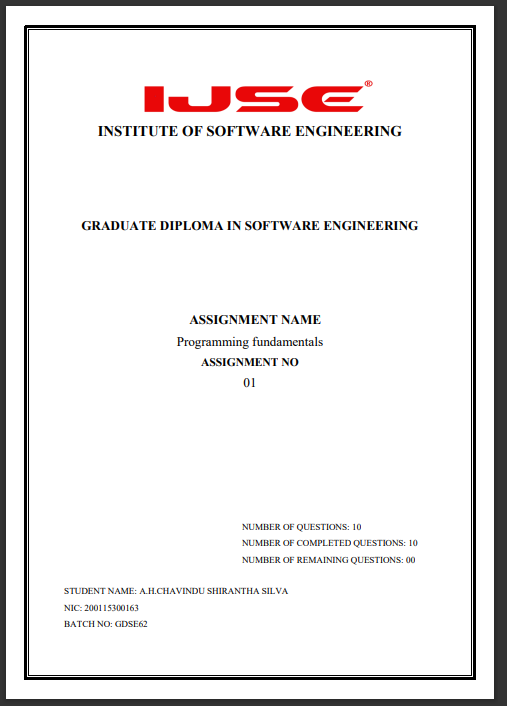 IJSE®
INSTITUTE OF SOFTWARE ENGINEERING
GRADUATE DIPLOMA IN SOFTWARE ENGINEERING
ASSIGNMENT NAME
Programming fundamentals
ASSIGNMENT NO
01
NUMBER OF QUESTIONS: 10
NUMBER OF COMPLETED QUESTIONS: 10
NUMBER OF REMAINING QUESTIONS: 00
STUDENT NAME: A.H.CHAVINDU SHIRANTHA SILVA
NIC: 200115300163
BATCH NO: GDSE62